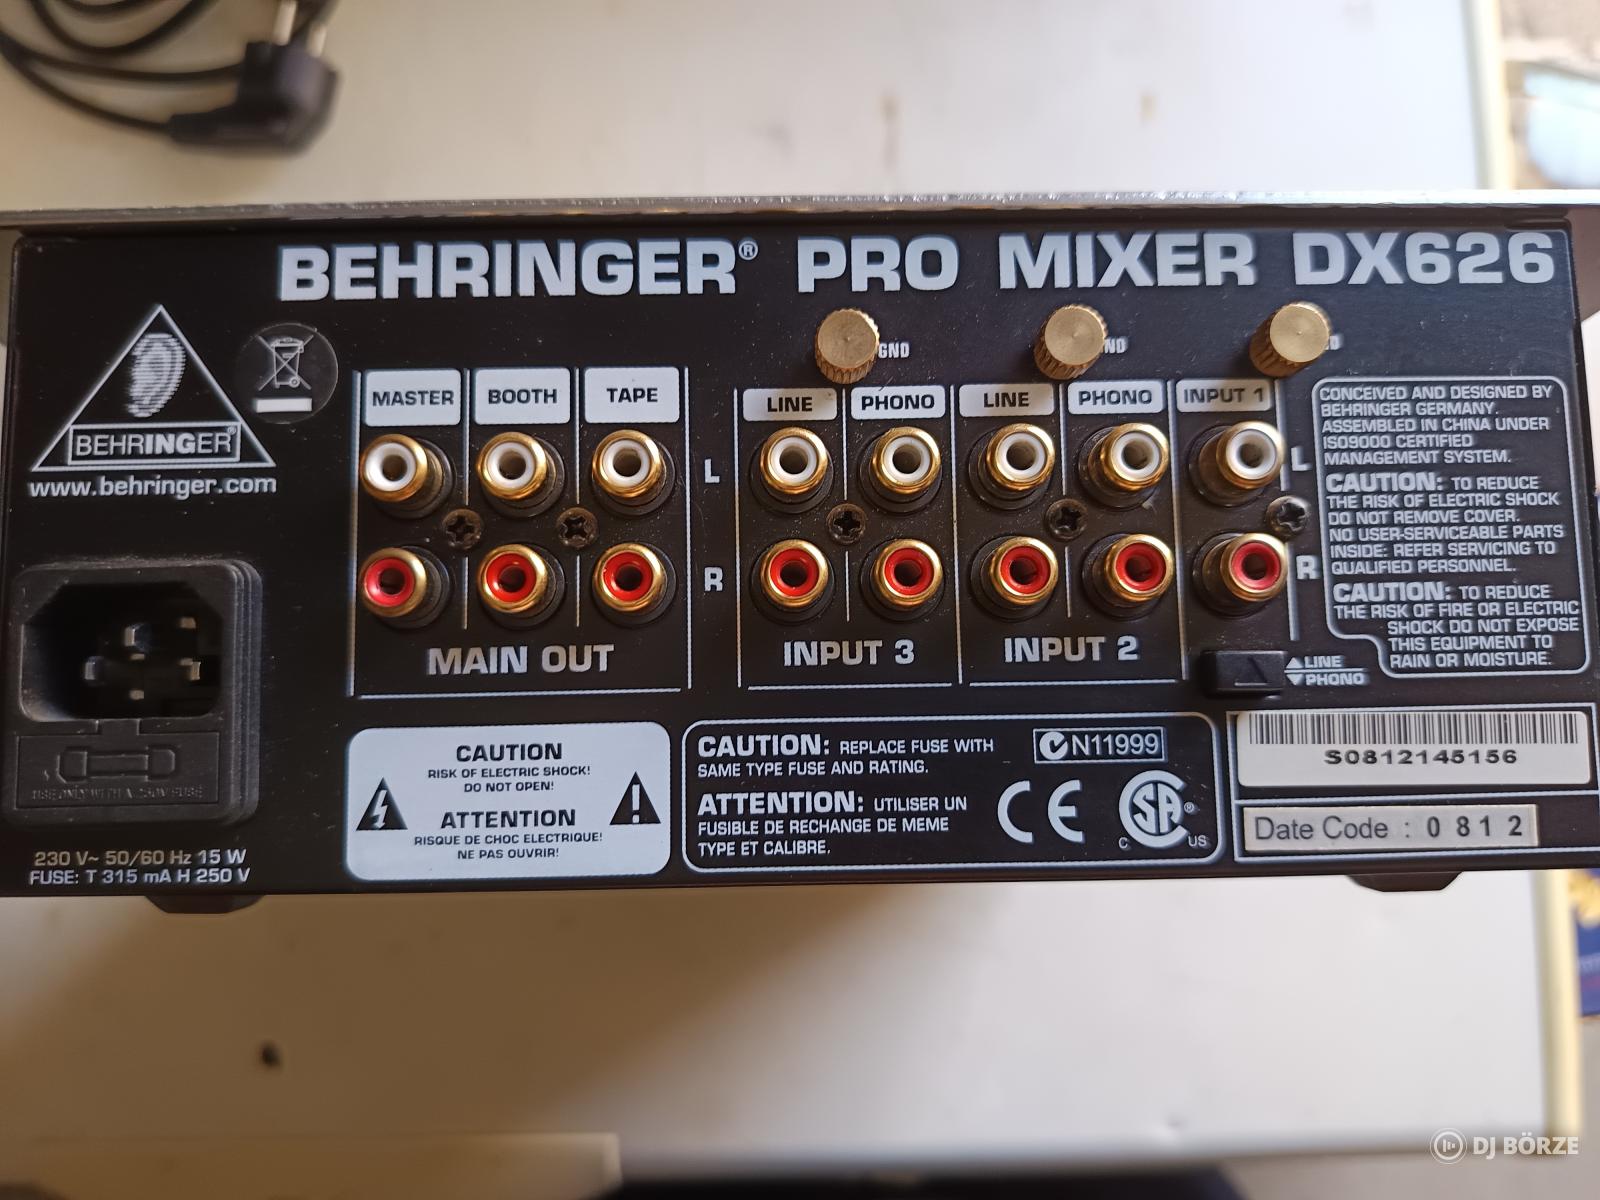 BEHRINGER® PRO MIXER DX626
GND
ND
D
BEHRINGER®
www.behringer.com
MASTER
BOOTH
TAPE
LINE
PHONO
LINE
PHONO
INPUT 1
L
L
R
R
MAIN OUT
INPUT 3
INPUT 2
▲LINE
▼PHONO
CONCEIVED AND DESIGNED BY
BEHRINGER GERMANY.
ASSEMBLED IN CHINA UNDER
ISO9000 CERTIFIED
MANAGEMENT SYSTEM.
CAUTION: TO REDUCE
THE RISK OF ELECTRIC SHOCK
DO NOT REMOVE COVER.
NO USER-SERVICEABLE PARTS
INSIDE: REFER SERVICING TO
QUALIFIED PERSONNEL.
CAUTION: TO REDUCE
THE RISK OF FIRE OR ELECTRIC
SHOCK DO NOT EXPOSE
THIS EQUIPMENT TO
RAIN OR MOISTURE.
USE ONLY WITH A 250V FUSE
230 V~ 50/60 Hz 15 W
FUSE: T 315 mA H 250 V
CAUTION
RISK OF ELECTRIC SHOCK!
DO NOT OPEN!
ATTENTION
RISQUE DE CHOC ELECTRIQUE!
NE PAS OUVRIR!
CAUTION: REPLACE FUSE WITH
SAME TYPE FUSE AND RATING.
ATTENTION: UTILISER UN
FUSIBLE DE RECHANGE DE MEME
TYPE ET CALIBRE.
N11999
CE
C SA® US
S0812145156
Date Code : 0 8 1 2
DJ BÖRZE